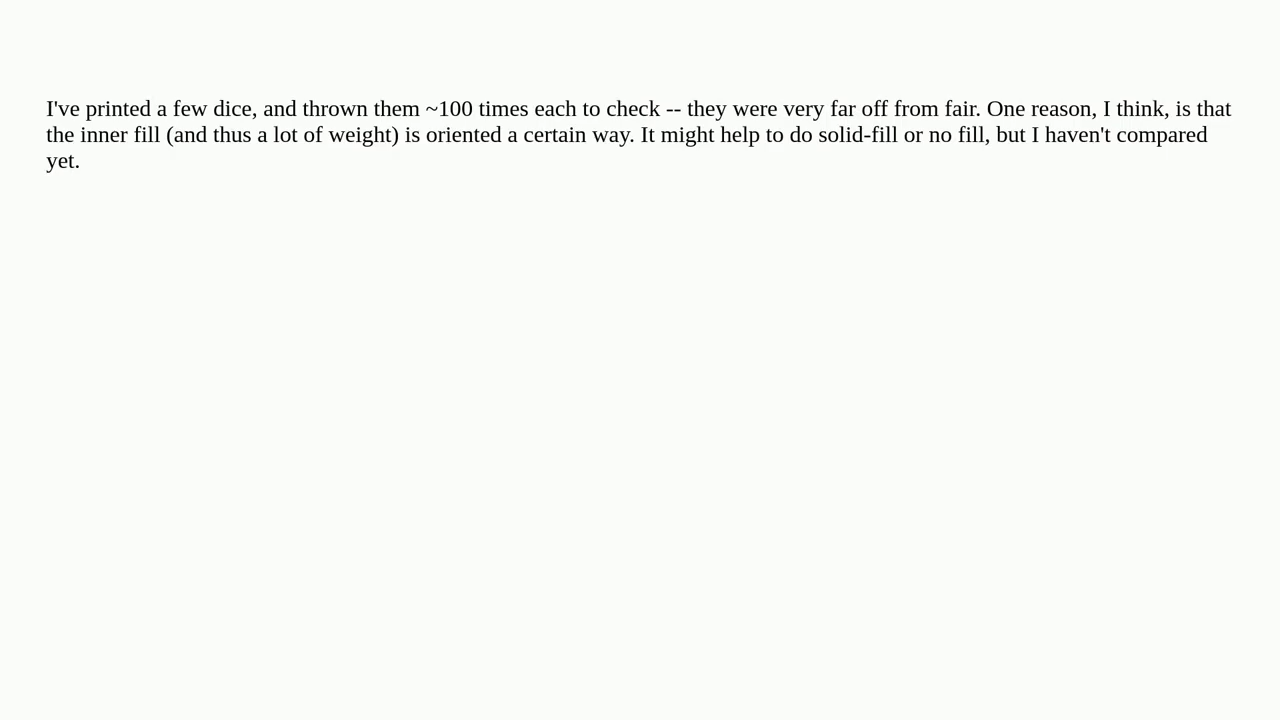 I've printed a few dice, and thrown them ~100 times each to check -- they were very far off from fair. One reason, I think, is that
the inner fill (and thus a lot of weight) is oriented a certain way. It might help to do solid-fill or no fill, but I haven't compared
yet.